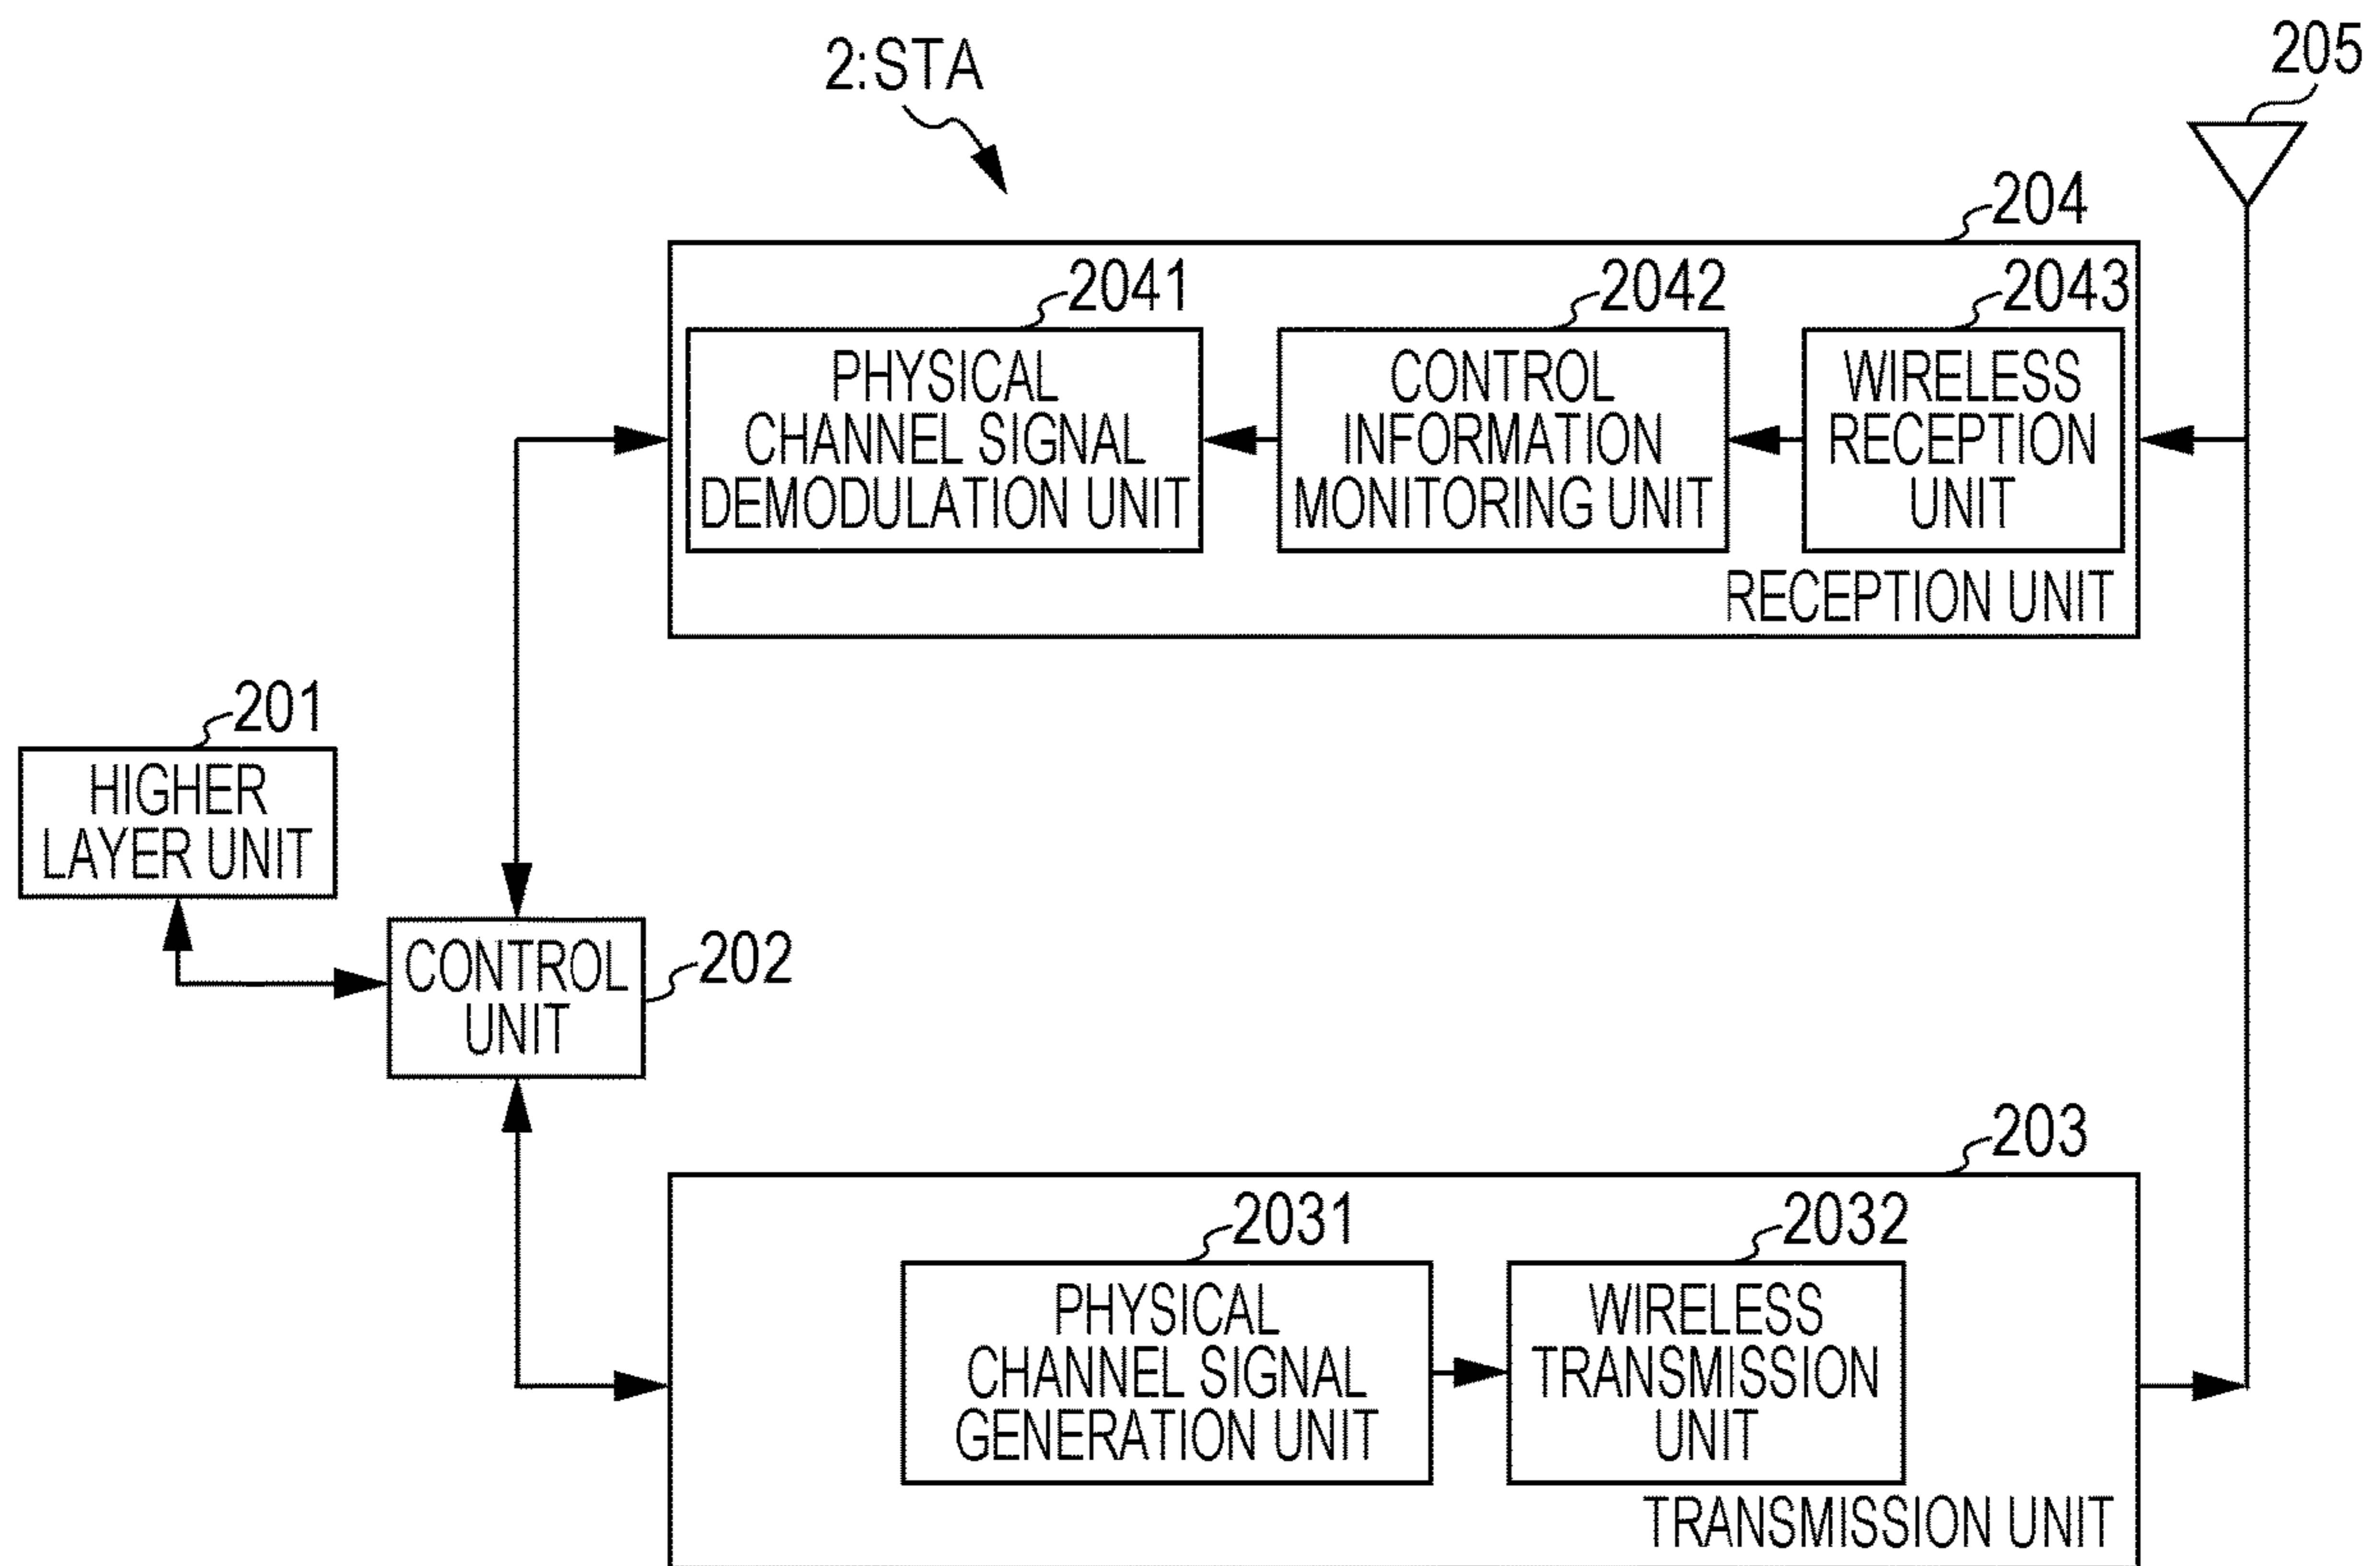 2:STA
205
204
2041
2042
2043
PHYSICAL
CHANNEL SIGNAL
DEMODULATION UNIT
CONTROL
INFORMATION
MONITORING UNIT
WIRELESS
RECEPTION
UNIT
RECEPTION UNIT
201
HIGHER
LAYER UNIT
202
CONTROL
UNIT
203
2031
2032
PHYSICAL
CHANNEL SIGNAL
GENERATION UNIT
WIRELESS
TRANSMISSION
UNIT
TRANSMISSION UNIT